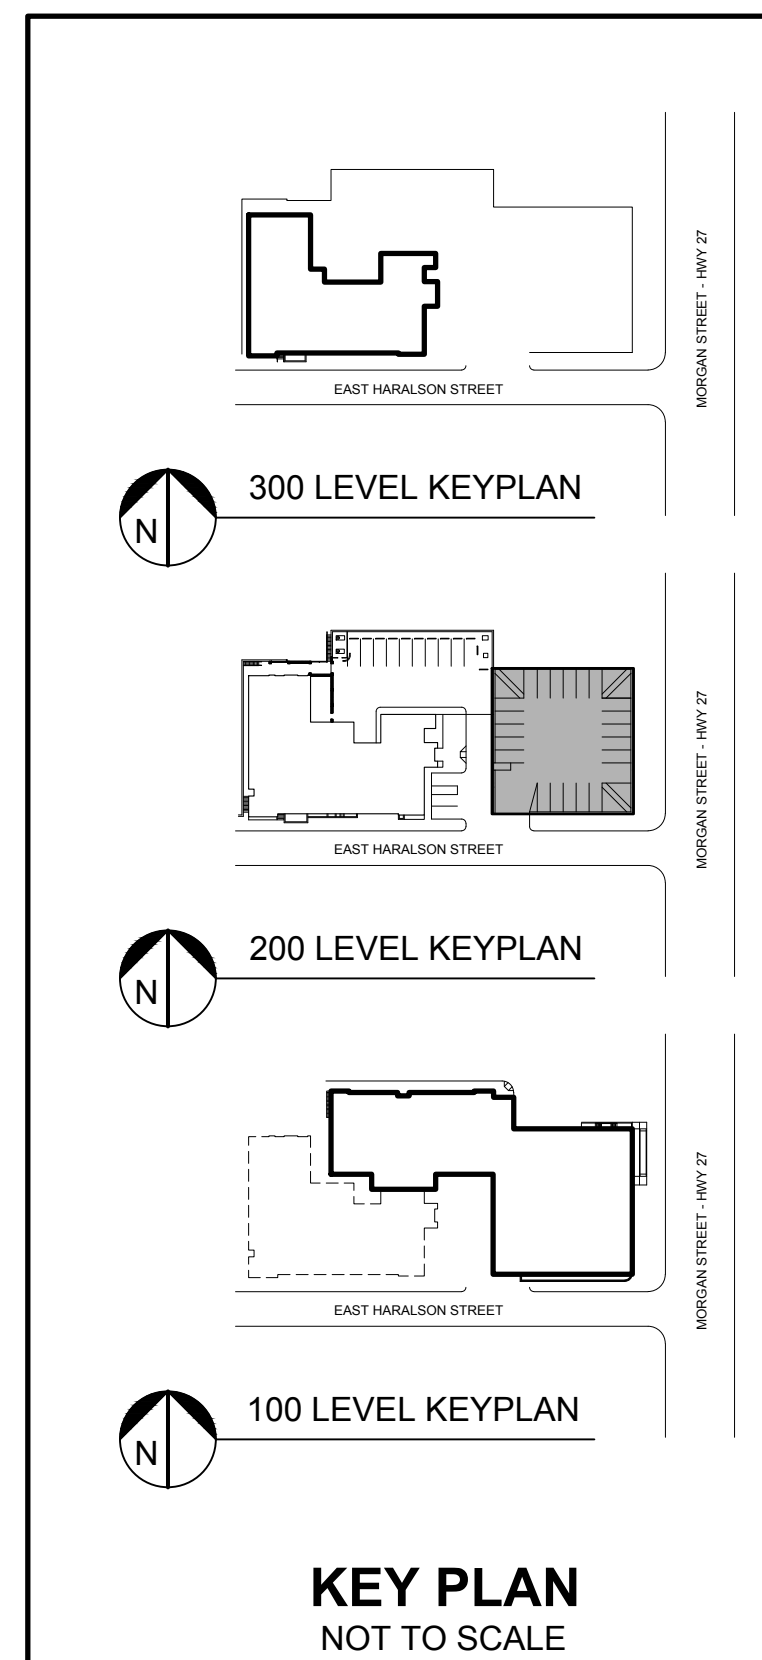 MORGAN STREET - HWY 27
EAST HARALSON STREET
300 LEVEL KEYPLAN
N
MORGAN STREET - HWY 27
EAST HARALSON STREET
200 LEVEL KEYPLAN
N
MORGAN STREET - HWY 27
EAST HARALSON STREET
100 LEVEL KEYPLAN
N
KEY PLAN
NOT TO SCALE